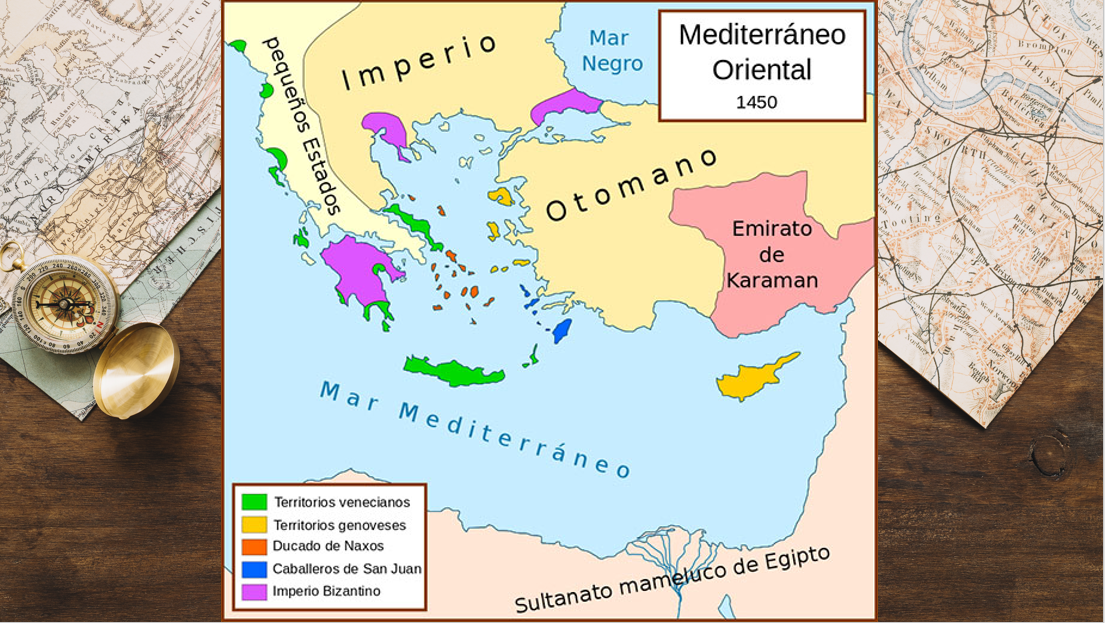 Mediterráneo
Oriental
1450
Mar
Negro
Imperio
pequeños Estados
Otomano
Emirato
de
Karaman
Mar Mediterráneo
Territorios venecianos
Territorios genoveses
Ducado de Naxos
Caballeros de San Juan
Imperio Bizantino
Sultanato mameluco de Egipto